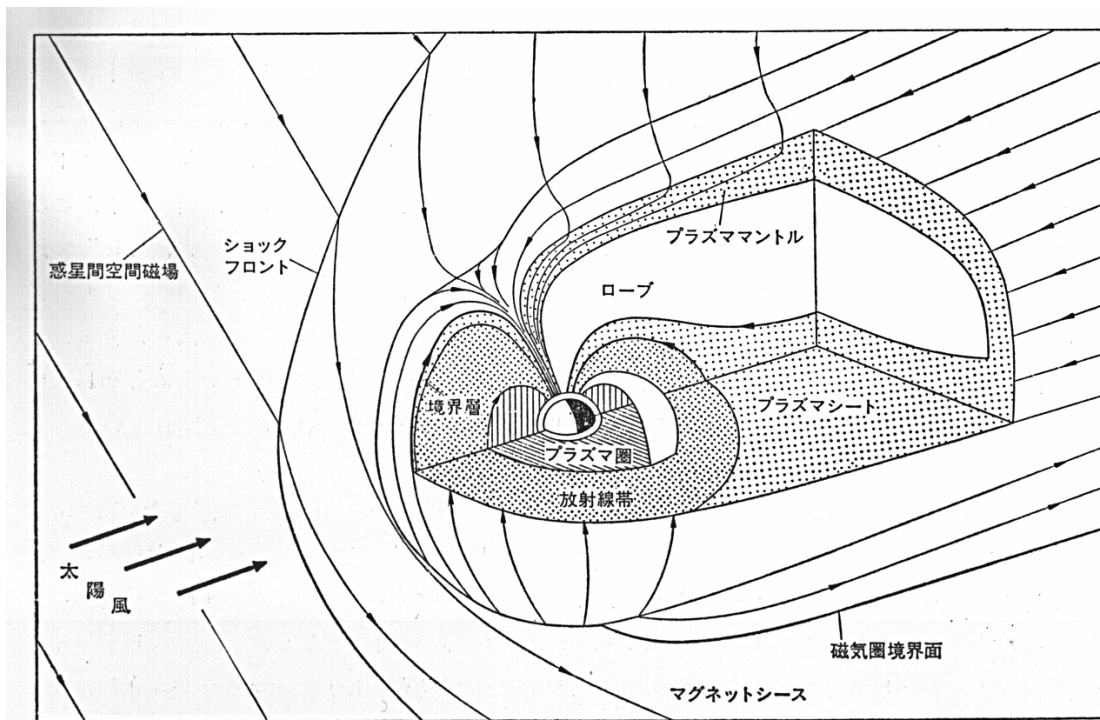 惑星間空間磁場
ショック
フロント
プラズママントル
ローブ
境界層
プラズマシート
プラズマ圏
放射線帯
太
陽
風
磁気圏境界面
マグネットシース